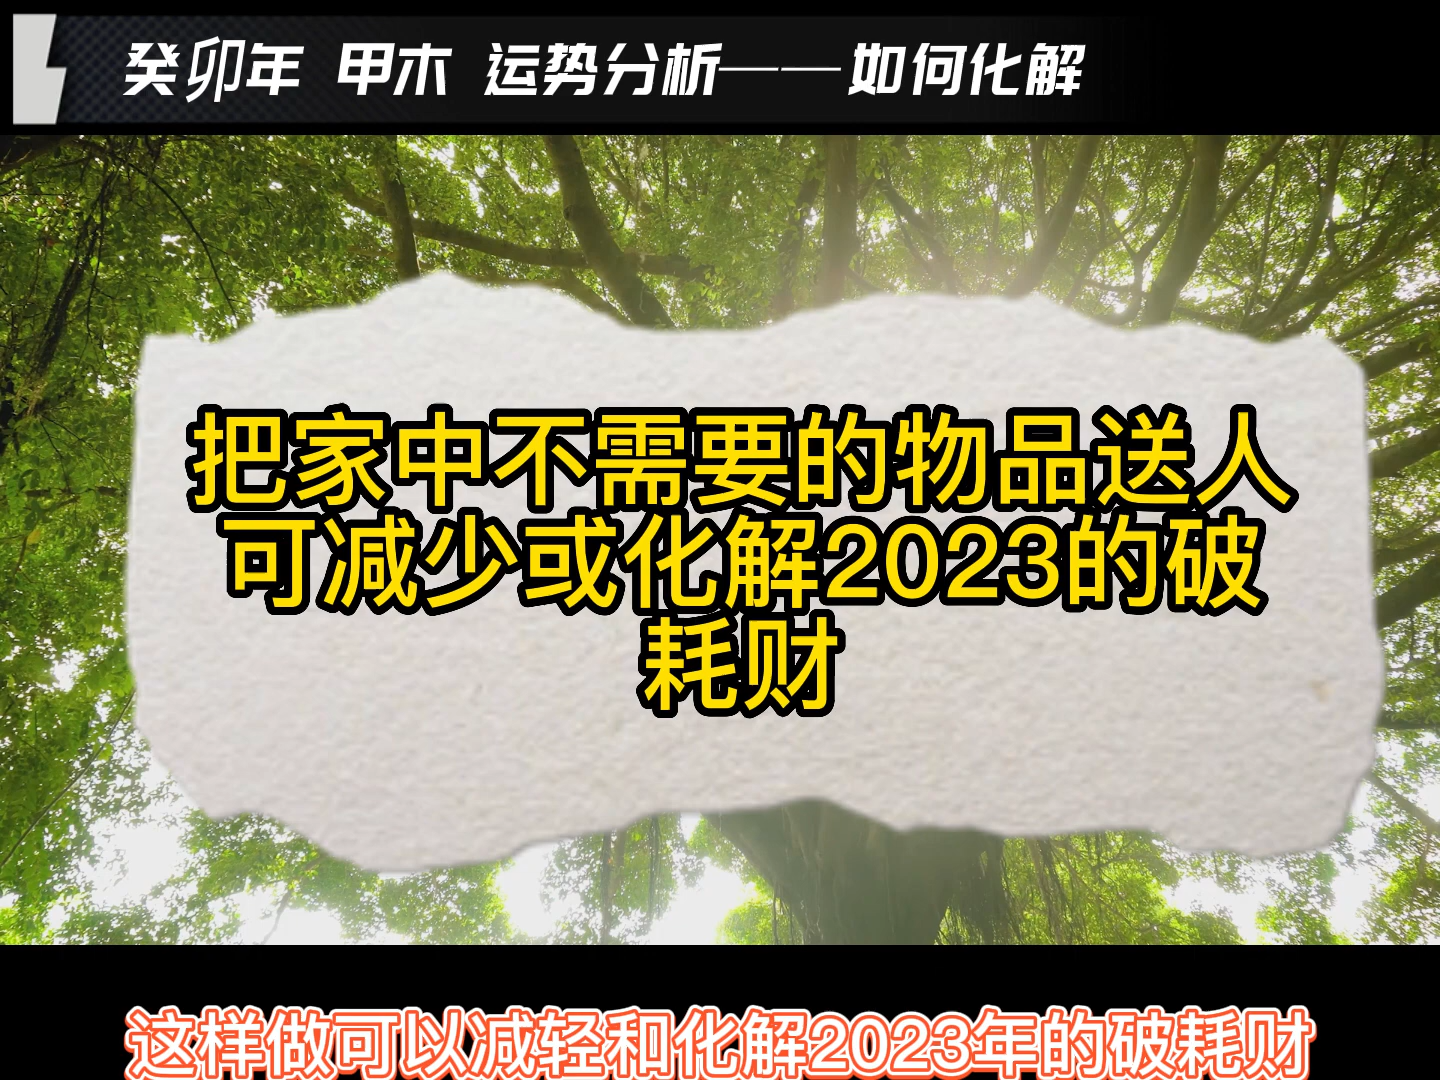 癸卯年 甲木 运势分析——如何化解
把家中不需要的物品送人
可减少或化解2023的破
耗财
这样做可以减轻和化解2023年的破耗财